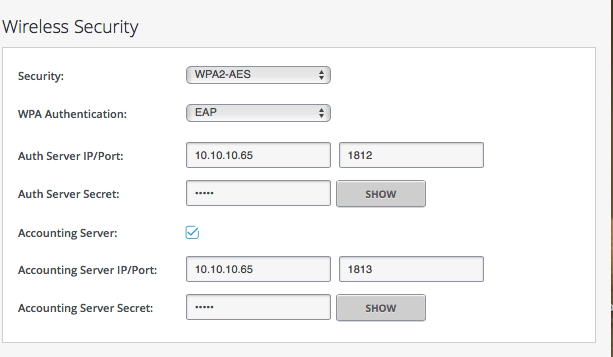 Wireless Security
Security: WPA2-AES
WPA Authentication: EAP
Auth Server IP/Port: 10.10.10.65 1812
Auth Server Secret: ••••• SHOW
Accounting Server:
Accounting Server IP/Port: 10.10.10.65 1813
Accounting Server Secret: ••••• SHOW